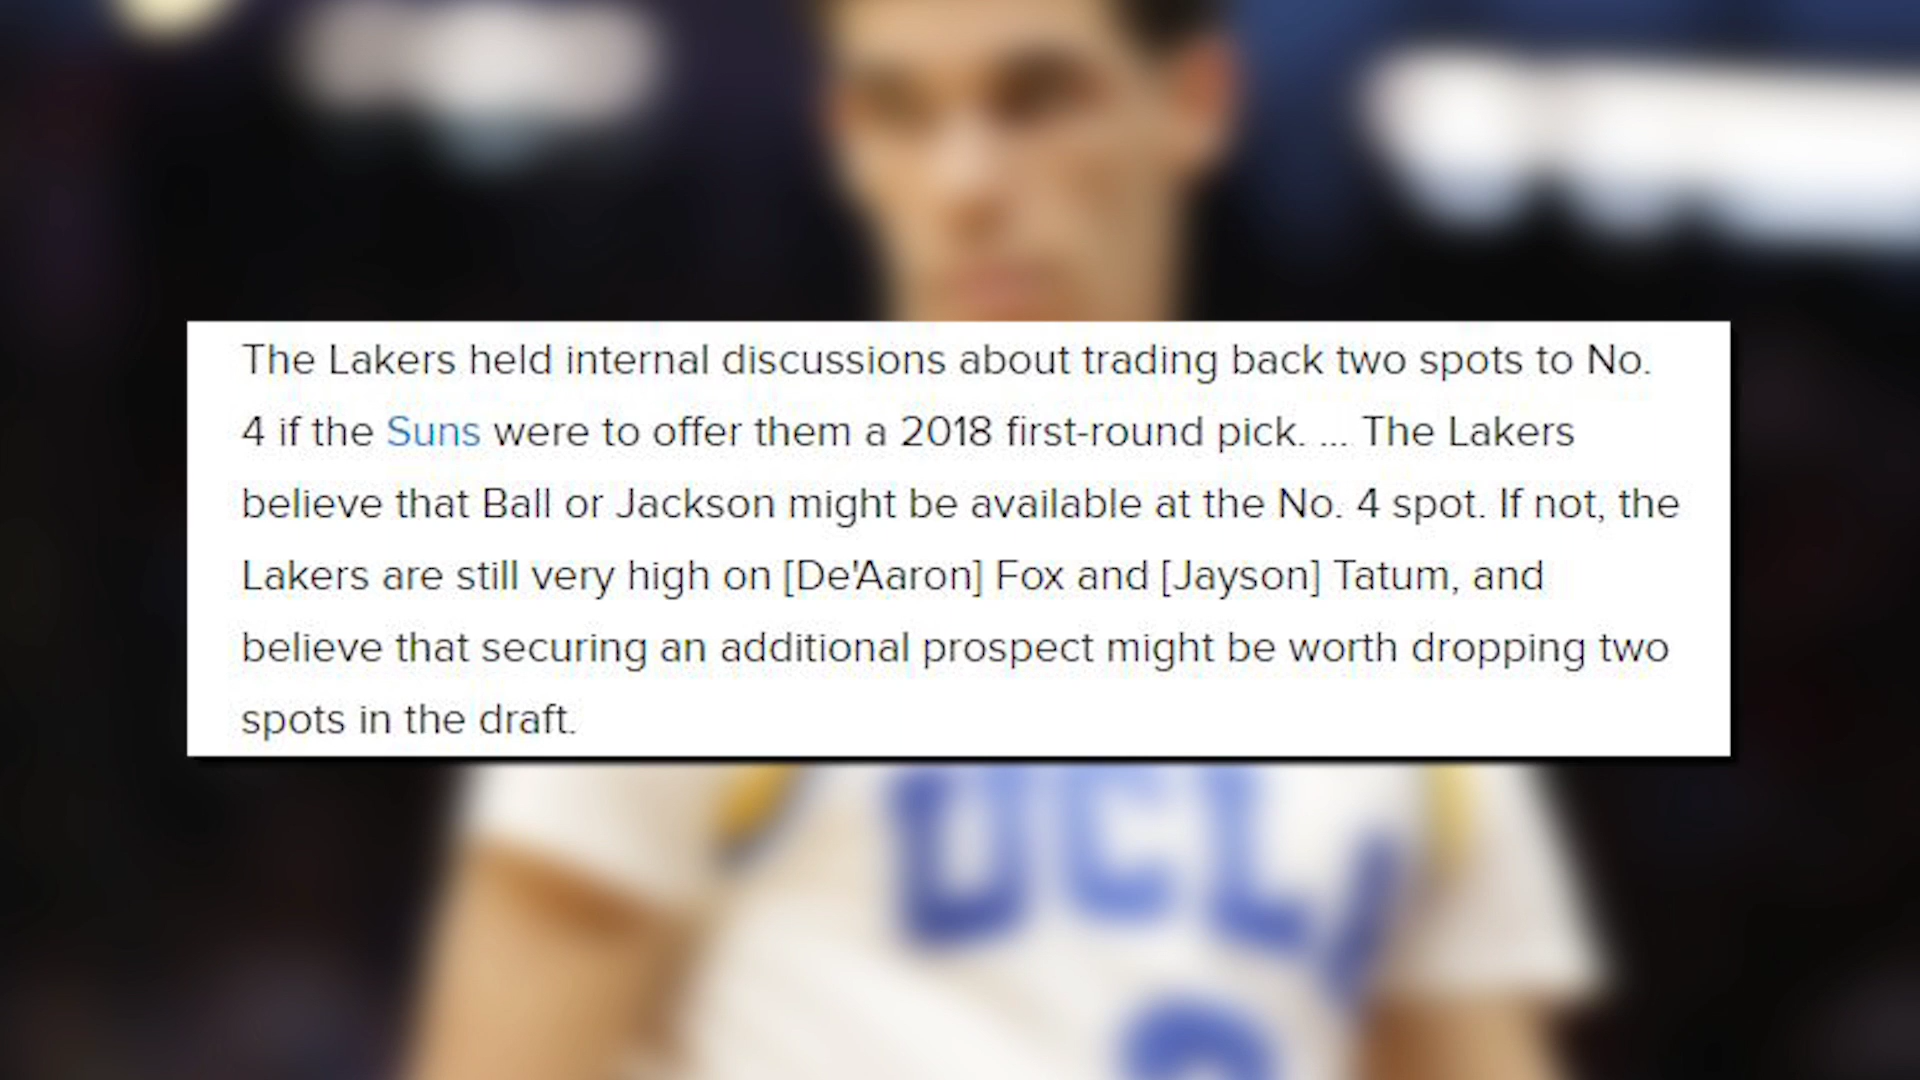 The Lakers held internal discussions about trading back two spots to No.
4 if the Suns were to offer them a 2018 first-round pick. ... The Lakers
believe that Ball or Jackson might be available at the No. 4 spot. If not, the
Lakers are still very high on [De'Aaron] Fox and [Jayson] Tatum, and
believe that securing an additional prospect might be worth dropping two
spots in the draft.
UCLA